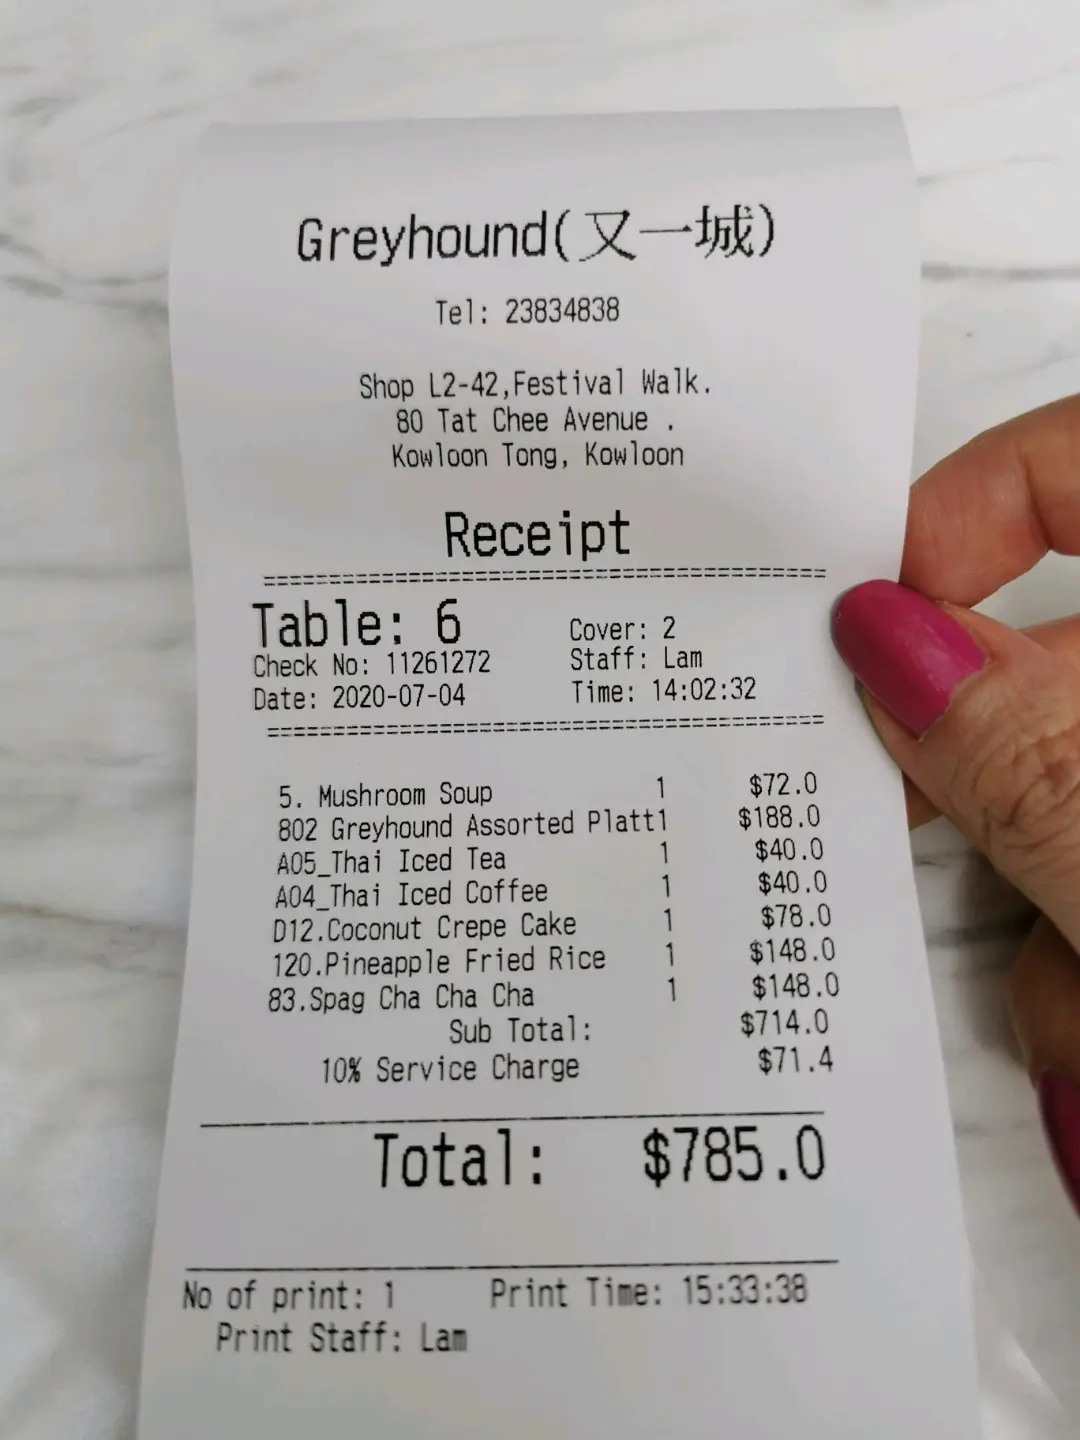 Greyhound(又一城)
Tel: 23834838
Shop L2-42,Festival Walk.
80 Tat Chee Avenue .
Kowloon Tong, Kowloon
Receipt
==========================================
Table: 6 Cover: 2
Check No: 11261272 Staff: Lam
Date: 2020-07-04 Time: 14:02:32
==========================================
5. Mushroom Soup 1 $72.0
802 Greyhound Assorted Platt1 $188.0
A05_Thai Iced Tea 1 $40.0
A04_Thai Iced Coffee 1 $40.0
D12.Coconut Crepe Cake 1 $78.0
120.Pineapple Fried Rice 1 $148.0
83.Spag Cha Cha Cha 1 $148.0
Sub Total: $714.0
10% Service Charge $71.4
Total: $785.0
No of print: 1 Print Time: 15:33:38
Print Staff: Lam